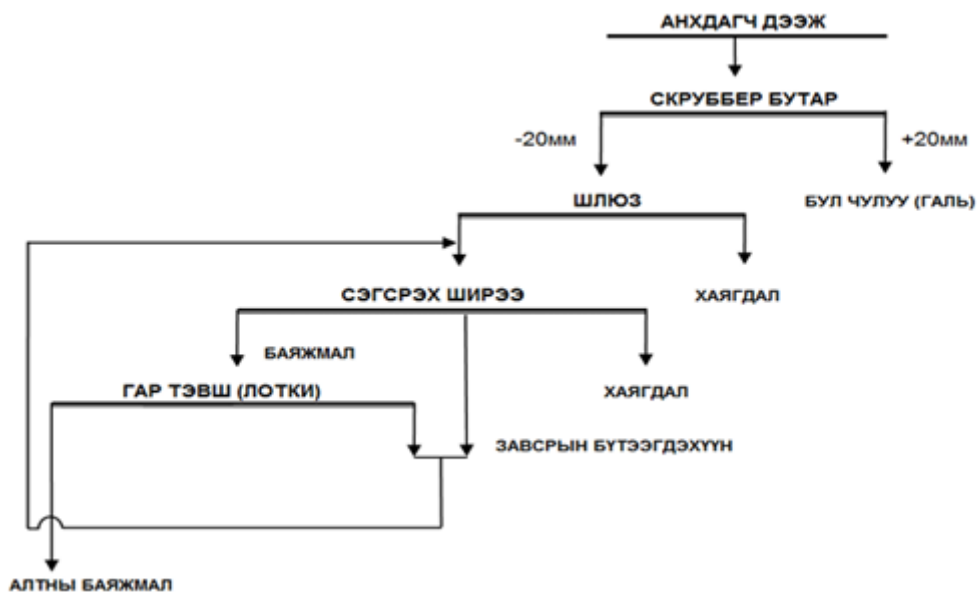 АНХДАГЧ ДЭЭЖ
СКРУББЕР БУТАР
-20мм
+20мм
ШЛЮЗ
БУЛ ЧУЛУУ (ГАЛЬ)
СЭГСРЭХ ШИРЭЭ
ХАЯГДАЛ
БАЯЖМАЛ
ГАР ТЭВШ (ЛОТКИ)
ХАЯГДАЛ
ЗАВСРЫН БҮТЭЭГДЭХҮҮН
АЛТНЫ БАЯЖМАЛ